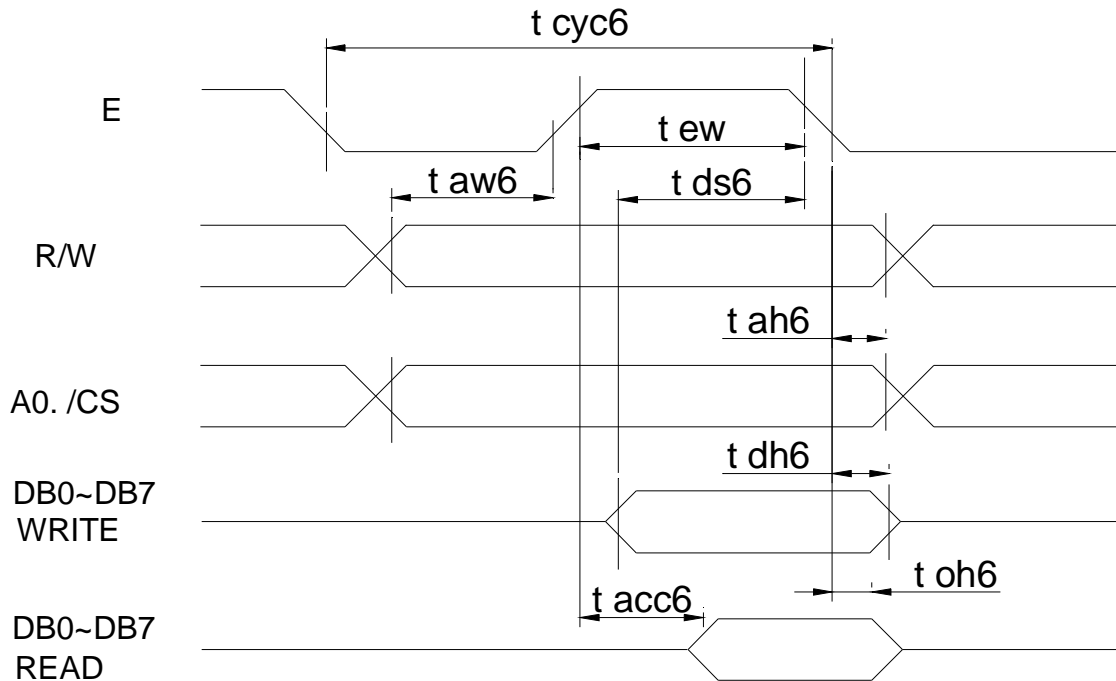 t cyc6
E
t ew
t aw6
t ds6
R/W
t ah6
A0. /CS
t dh6
DB0~DB7
WRITE
t oh6
t acc6
DB0~DB7
READ